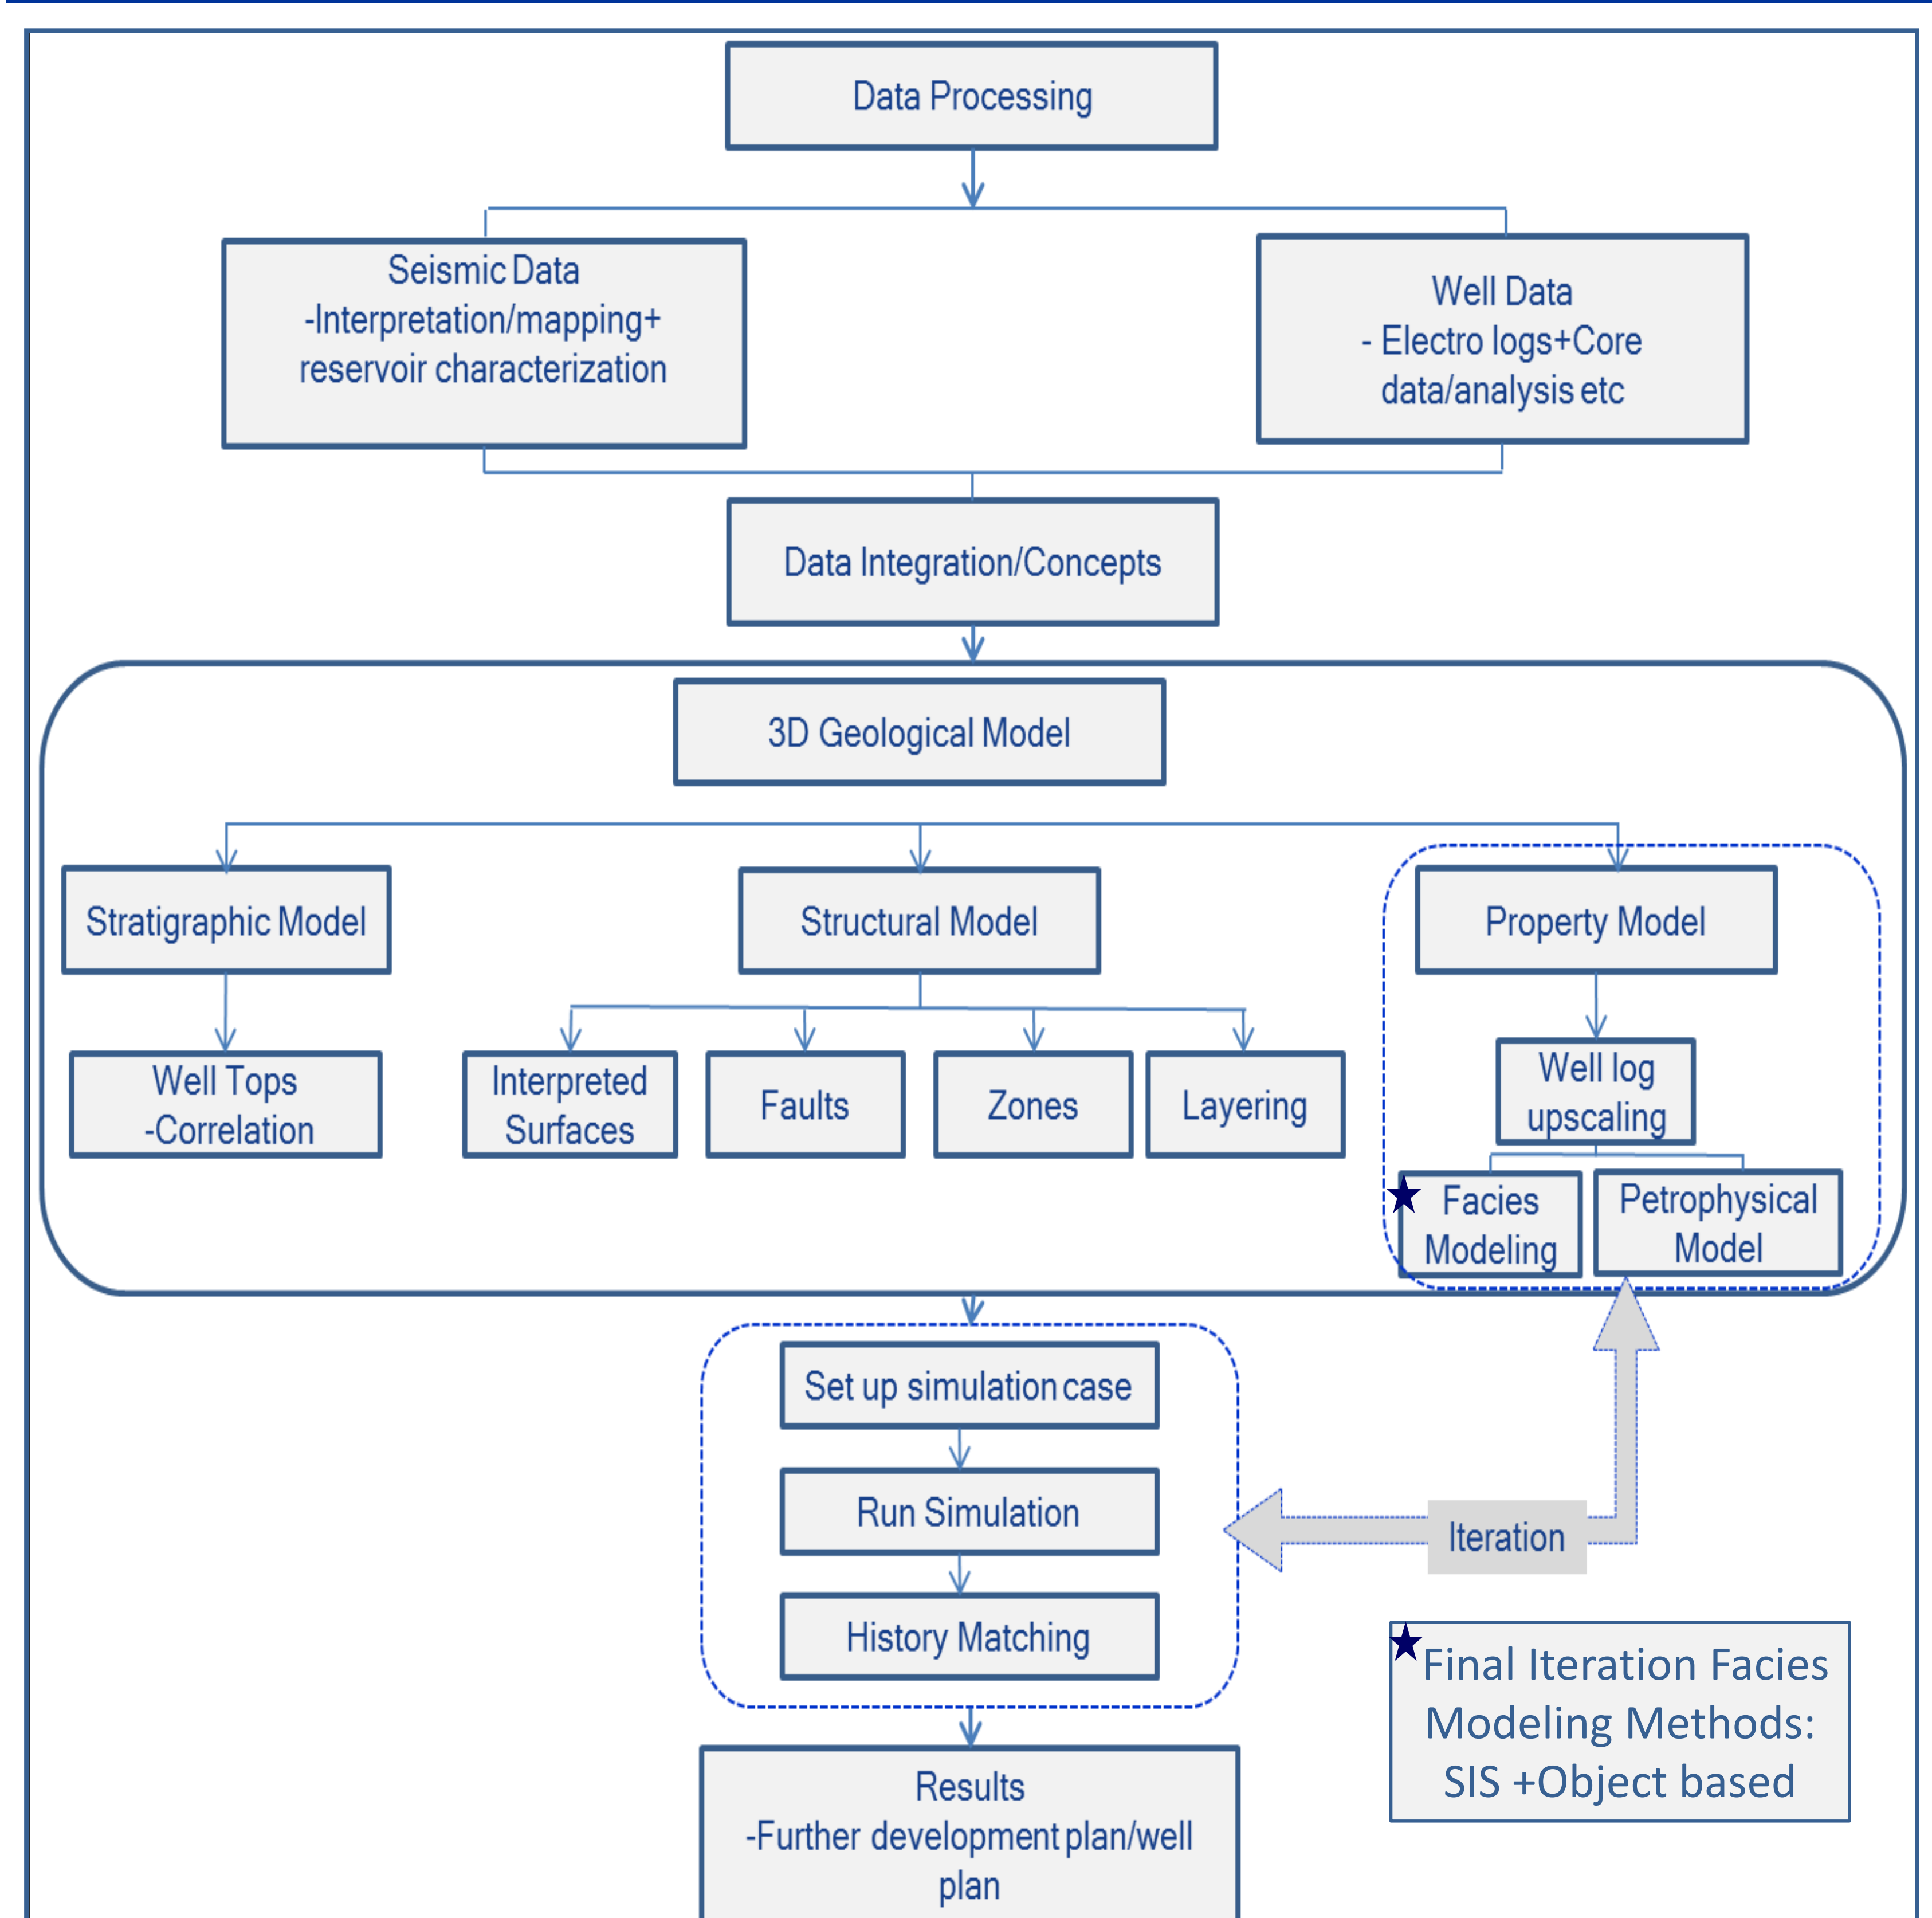 Data Processing
Seismic Data
-Interpretation/mapping+
reservoir characterization
Well Data
- Electro logs+Core
data/analysis etc
Data Integration/Concepts
3D Geological Model
Stratigraphic Model
Structural Model
Property Model
Well Tops
-Correlation
Interpreted
Surfaces
Faults
Zones
Layering
Well log
upscaling
Facies
Modeling
Petrophysical
Model
Set up simulation case
Run Simulation
History Matching
Iteration
Final Iteration Facies
Modeling Methods:
SIS +Object based
Results
-Further development plan/well
plan